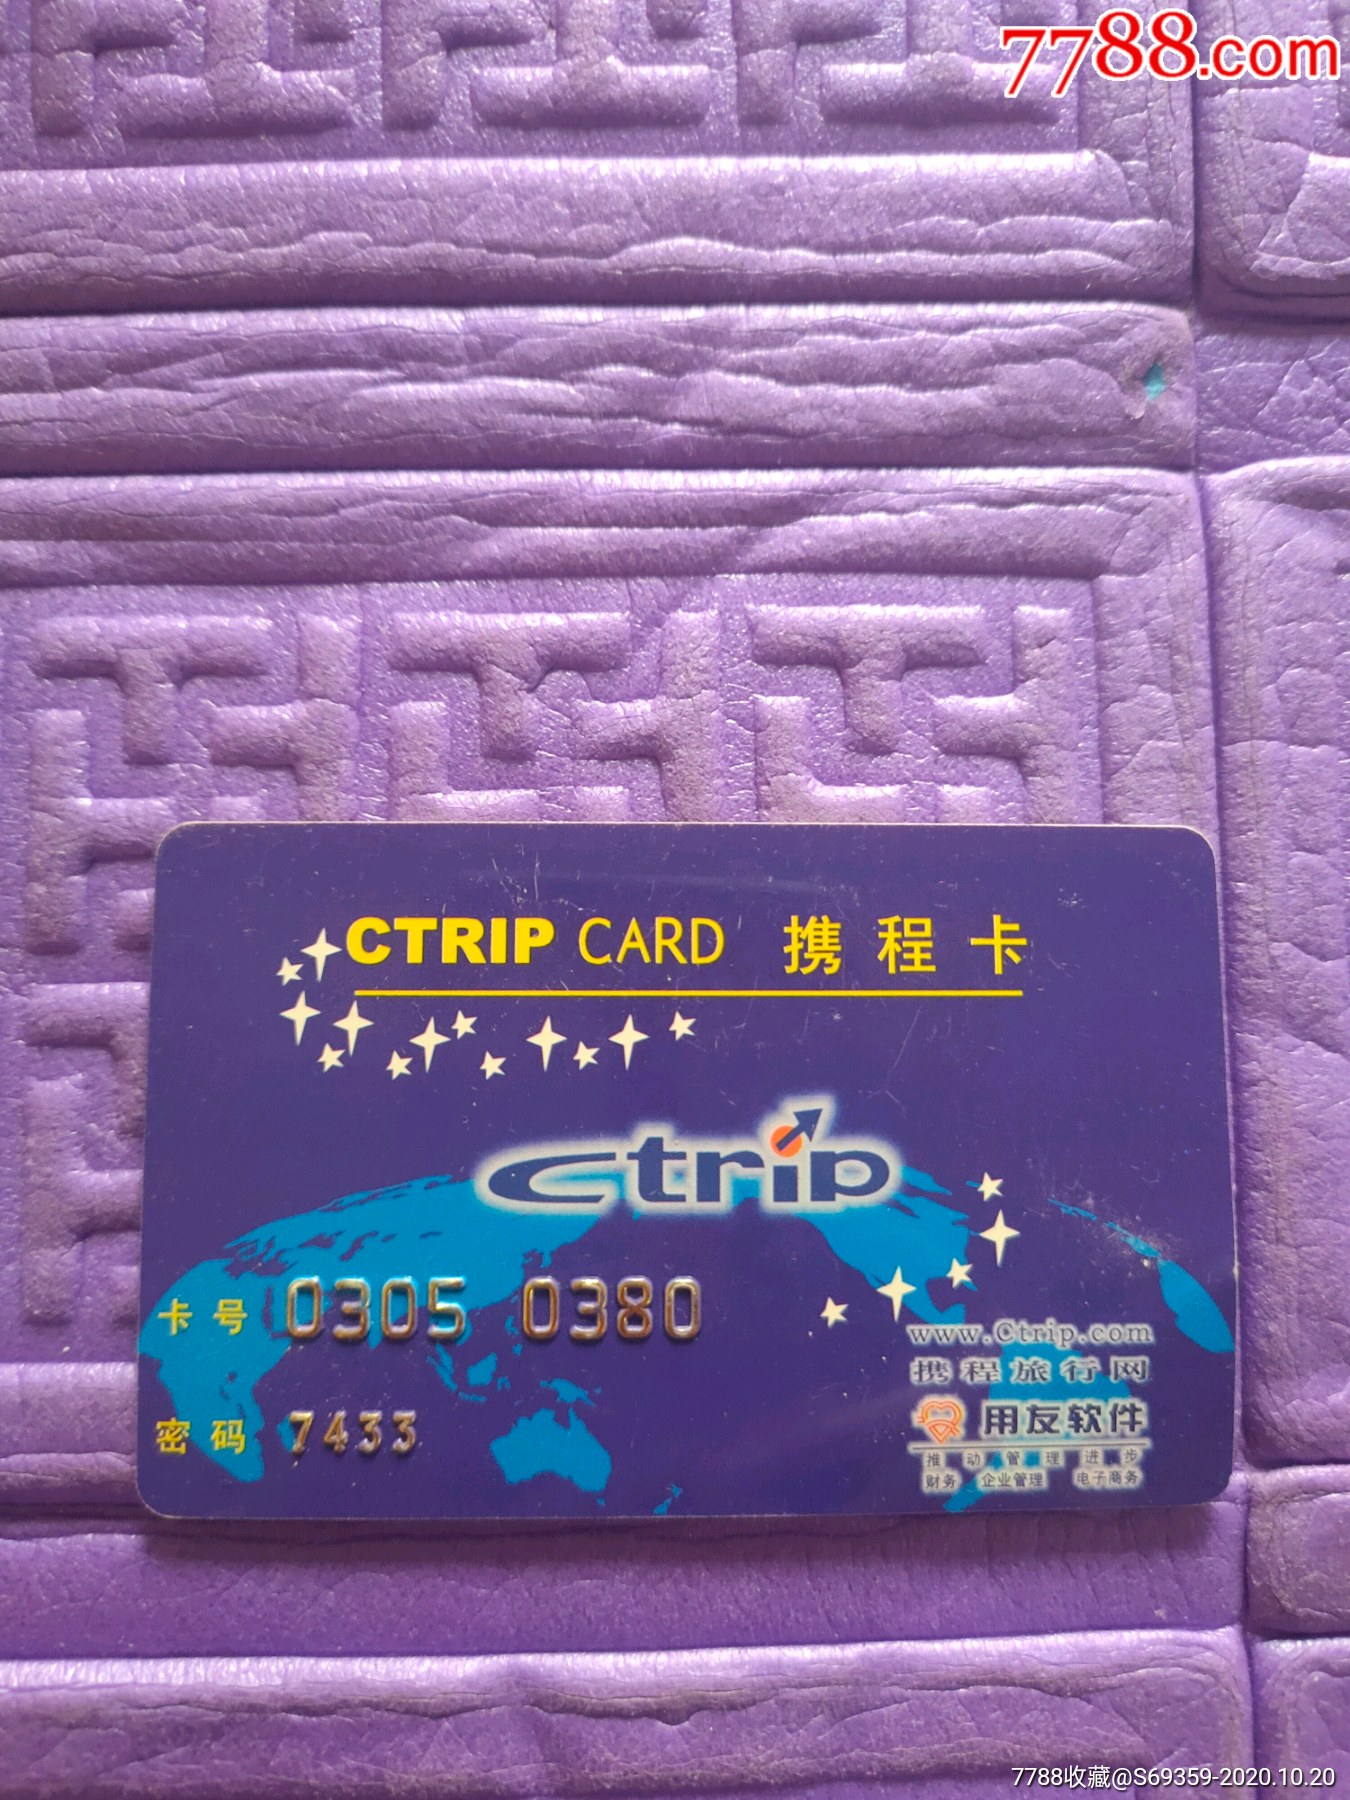 7788.com
CTRIP CARD 携程卡
Ctrip
卡号 0305 0380
www.Ctrip.com
携程旅行网
密码 7433
用友软件
推动管理进步
财务 企业管理 电子商务
7788收藏@S69359-2020.10.20